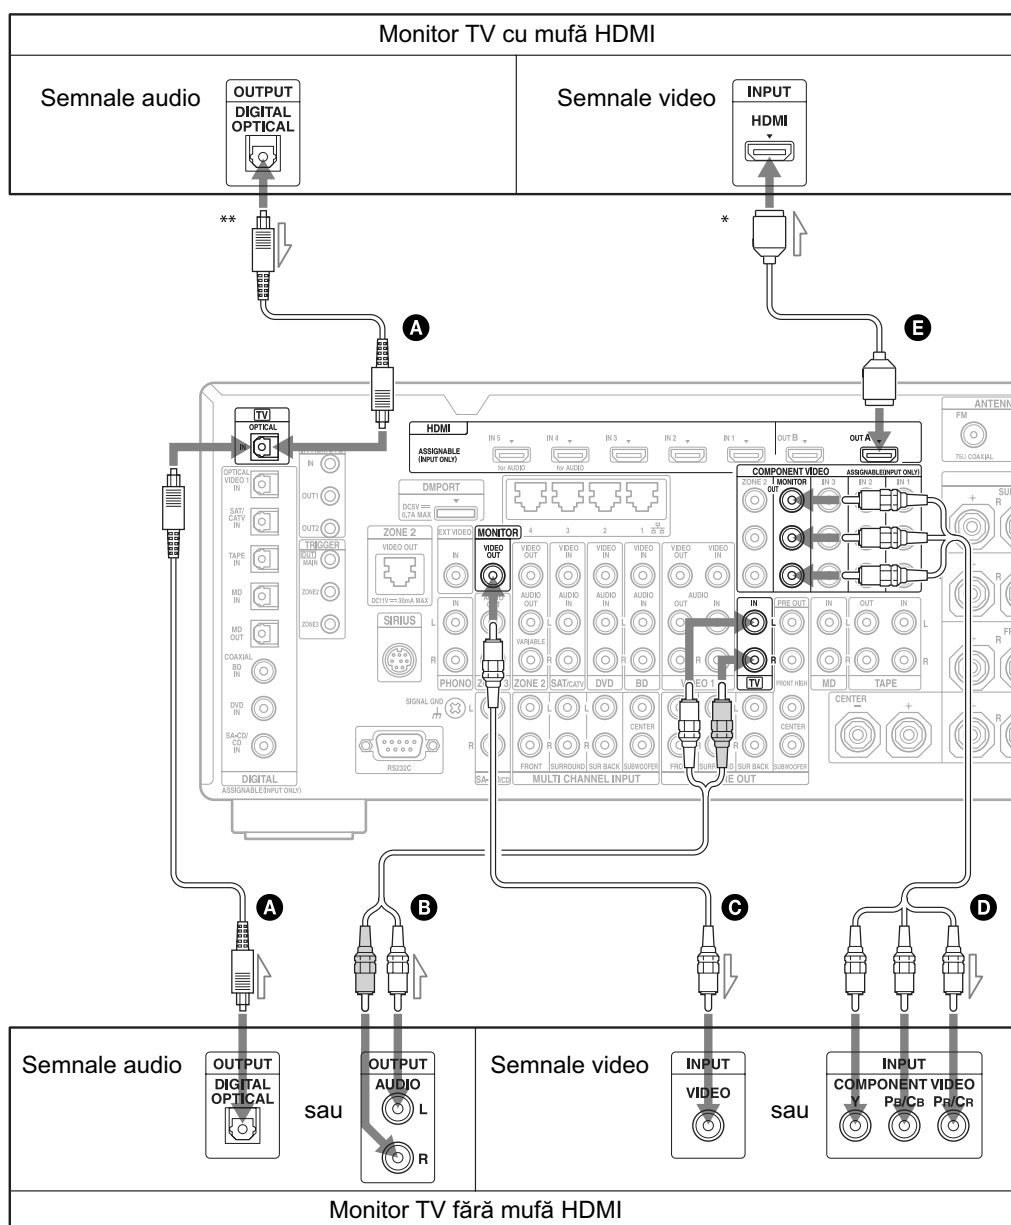 Monitor TV cu mufă HDMI
Semnale audio
OUTPUT
DIGITAL
OPTICAL
Semnale video
INPUT
HDMI
**
*
A
E
TV
OPTICAL
IN
HDMI
ASSIGNABLE
(INPUT ONLY)
IN 5
for AUDIO
IN 4
for AUDIO
IN 3
IN 2
IN 1
OUT B
OUT A
ANTENN
FM
75Ω COAXIAL
OPTICAL
VIDEO 1
IN
SAT/
CATV
IN
TAPE
IN
MD
IN
MD
OUT
COAXIAL
BD
IN
DVD
IN
SA-CD/
CD
IN
DIGITAL
ASSIGNABLE(INPUT ONLY)
IN
OUT1
OUT2
TRIGGER
OUT
MAIN
ZONE2
ZONE3
DMPORT
DC5V
0.7A MAX
4
3
2
1
COMPONENT VIDEO
ASSIGNABLE(INPUT ONLY)
ZONE 2
MONITOR
OUT
IN 3
IN 2
IN 1
ZONE 2
VIDEO OUT
DC11V 30mA MAX
SIRIUS
RS232C
EXT VIDEO
IN
MONITOR
VIDEO
OUT
VIDEO
OUT
VIDEO
IN
VIDEO
IN
VIDEO
IN
VIDEO
OUT
VIDEO
IN
IN
AUDIO
OUT
AUDIO
IN
AUDIO
IN
AUDIO
IN
AUDIO
OUT
IN
VARIABLE
IN
L
R
TV
PRE OUT
FRONT HIGH
IN
MD
OUT
IN
TAPE
L
R
PHONO
ZONE 2
SAT/CATV
DVD
BD
VIDEO 1
SIGNAL GND
L
R
CENTER
FRONT
SURROUND
SUR BACK
SUBWOOFER
MULTI CHANNEL INPUT
SUR BACK
CENTER
SUBWOOFER
CENTER
A
B
C
D
Semnale audio
OUTPUT
DIGITAL
OPTICAL
sau
OUTPUT
AUDIO
L
R
Semnale video
INPUT
VIDEO
sau
INPUT
COMPONENT VIDEO
Y
PB/CB
PR/CR
Monitor TV fără mufă HDMI